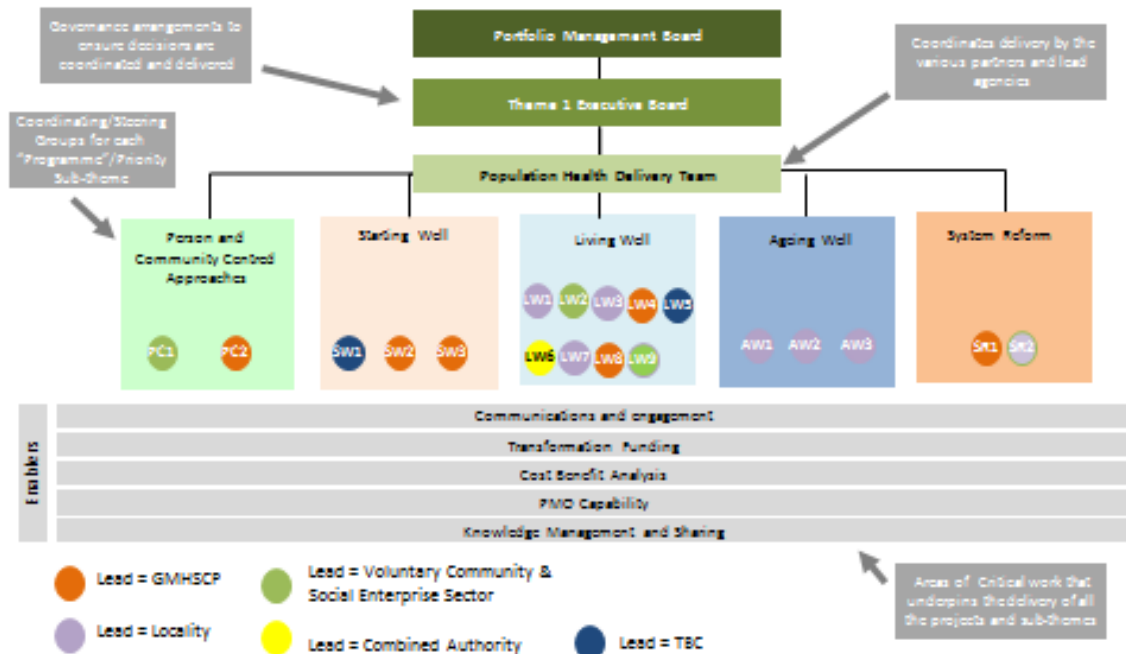 Governance arrangements to
ensure decisions are
coordinated and delivered
Portfolio Management Board
Coordinates delivery by the
various partners and lead
agencies
Theme 1 Executive Board
Coordinating/Steering
Groups for each
"Programme"/Priority
Sub-theme
Population Health Delivery Team
Person and
Community Centred
Approaches
PC1 PC2
Starting Well
SW1 SW2 SW3
Living Well
LW1 LW2 LW3 LW4 LW5
LW6 LW7 LW8 LW9
Ageing Well
AW1 AW2 AW3
System Reform
SR1 SR2
Enablers
Communications and engagement
Transformation Funding
Cost Benefit Analysis
PMO Capability
Knowledge Management and Sharing
Lead = GMHSCP
Lead = Voluntary Community &
Social Enterprise Sector
Lead = Locality
Lead = Combined Authority
Lead = TBC
Areas of Critical work that
underpins the delivery of all
the projects and sub-themes